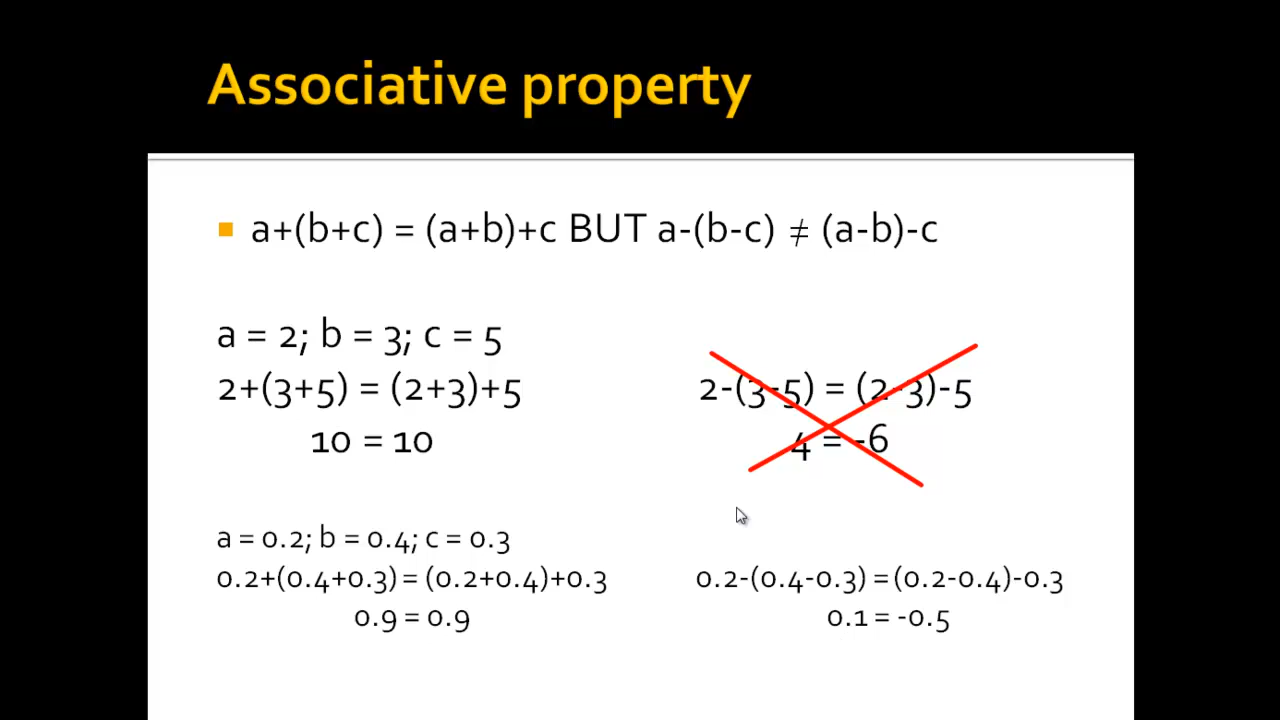 Associative property
a+(b+c) = (a+b)+c BUT a-(b-c) ≠ (a-b)-c
a = 2; b = 3; c = 5
2+(3+5) = (2+3)+5
2-(3-5) = (2-3)-5
10 = 10
4 = -6
a = 0.2; b = 0.4; c = 0.3
0.2+(0.4+0.3) = (0.2+0.4)+0.3
0.2-(0.4-0.3) = (0.2-0.4)-0.3
0.9 = 0.9
0.1 = -0.5